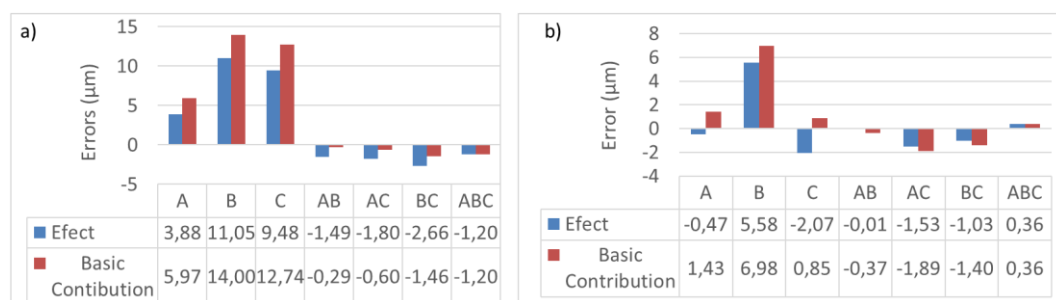 a)
Errors (µm)
15
10
5
0
-5
A B C AB AC BC ABC
Efect 3,88 11,05 9,48 -1,49 -1,80 -2,66 -1,20
Basic
Contibution 5,97 14,00 12,74 -0,29 -0,60 -1,46 -1,20
b)
Error (µm)
8
6
4
2
0
-2
-4
A B C AB AC BC ABC
Efect -0,47 5,58 -2,07 -0,01 -1,53 -1,03 0,36
Basic
Contribution 1,43 6,98 0,85 -0,37 -1,89 -1,40 0,36